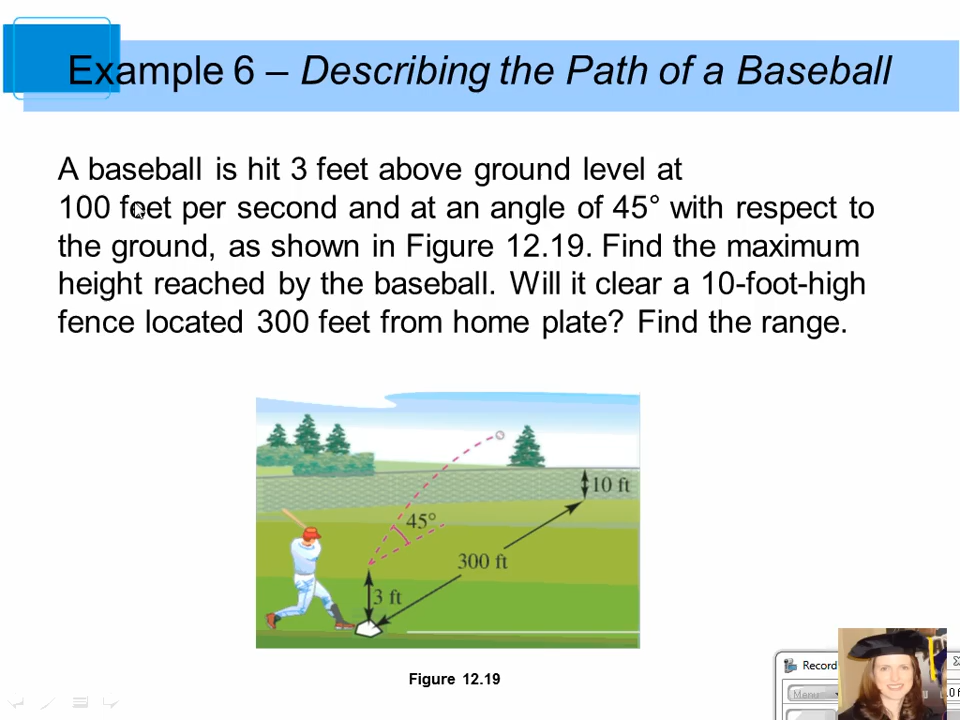 Example 6 – Describing the Path of a Baseball
A baseball is hit 3 feet above ground level at
100 feet per second and at an angle of 45° with respect to
the ground, as shown in Figure 12.19. Find the maximum
height reached by the baseball. Will it clear a 10-foot-high
fence located 300 feet from home plate? Find the range.
10 ft
45°
300 ft
3 ft
Figure 12.19
Record
Menu